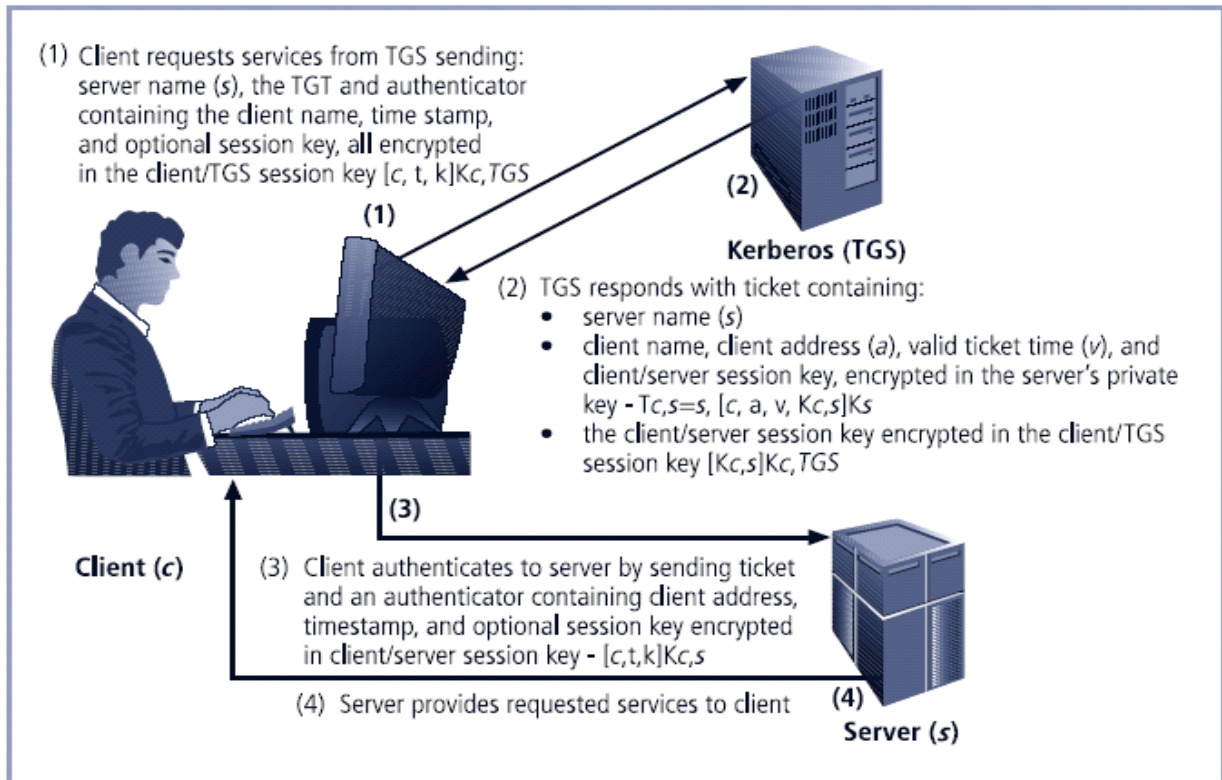 (1) Client requests services from TGS sending:
server name (s), the TGT and authenticator
containing the client name, time stamp,
and optional session key, all encrypted
in the client/TGS session key [c, t, k]Kc,TGS
(1)
(2)
Kerberos (TGS)
(2) TGS responds with ticket containing:
• server name (s)
• client name, client address (a), valid ticket time (v), and
client/server session key, encrypted in the server's private
key - Tc,s=s, [c, a, v, Kc,s]Ks
• the client/server session key encrypted in the client/TGS
session key [Kc,s]Kc,TGS
(3)
Client (c)
(3) Client authenticates to server by sending ticket
and an authenticator containing client address,
timestamp, and optional session key encrypted
in client/server session key - [c,t,k]Kc,s
(4) Server provides requested services to client
(4)
Server (s)